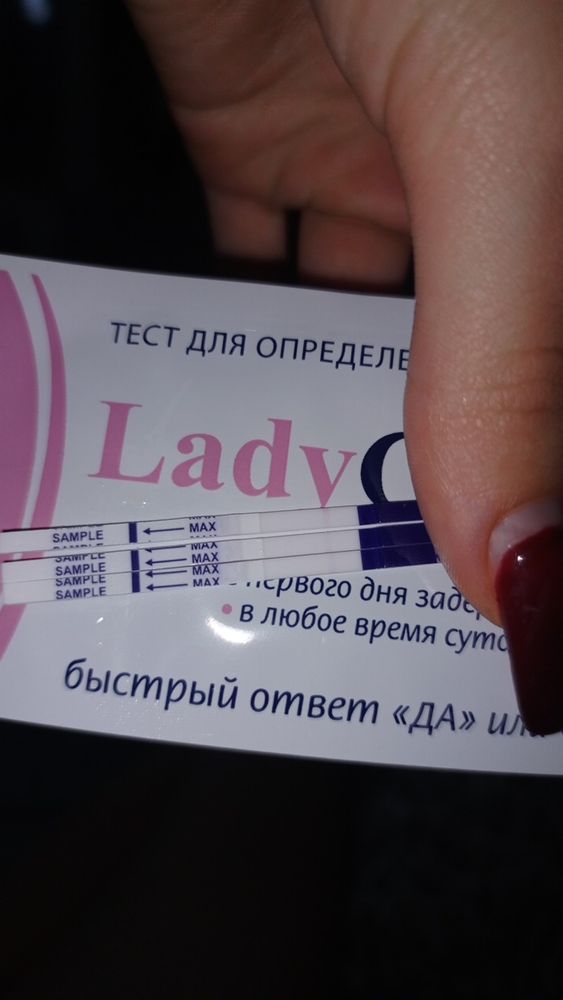 ТЕСТ ДЛЯ ОПРЕДЕЛЕ
Lady
SAMPLE MAX
SAMPLE MAX
SAMPLE MAX
SAMPLE MAX
SAMPLE MAX
первого дня заде
• в любое время суто
быстрый ответ «ДА» или